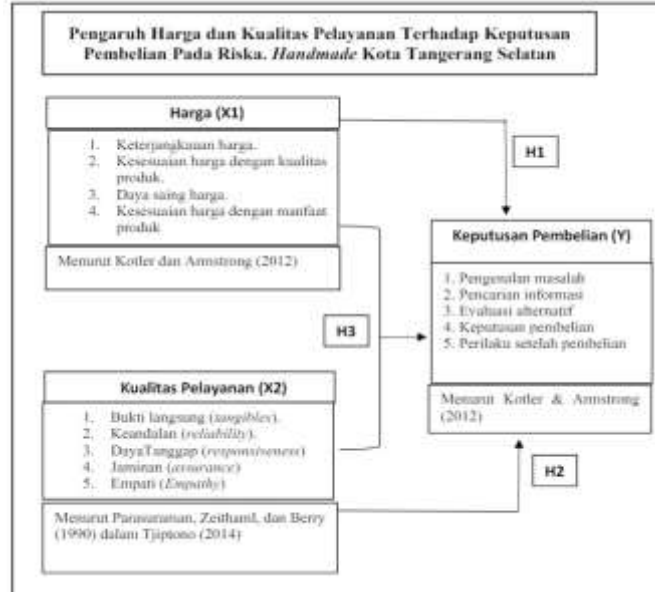 Pengaruh Harga dan Kualitas Pelayanan Terhadap Keputusan
Pembelian Pada Riska. Handmade Kota Tangerang Selatan
Harga (X1)
1. Keterjangkauan harga.
2. Kesesuaian harga dengan kualitas
produk.
3. Daya saing harga.
4. Kesesuaian harga dengan manfaat
produk
Menurut Kotler dan Armstrong (2012)
H1
Keputusan Pembelian (Y)
1. Pengenalan masalah
2. Pencarian informasi
3. Evaluasi alternatif
4. Keputusan pembelian
5. Perilaku setelah pembelian
Menurut Kotler & Armstrong
(2012)
H3
Kualitas Pelayanan (X2)
1. Bukti langsung (tangibles).
2. Keandalan (reliability).
3. DayaTanggap (responsiveness)
4. Jaminan (assurance)
5. Empati (Empathy)
Menurut Parasuraman, Zeithaml, dan Berry
(1990) dalam Tjiptono (2014)
H2